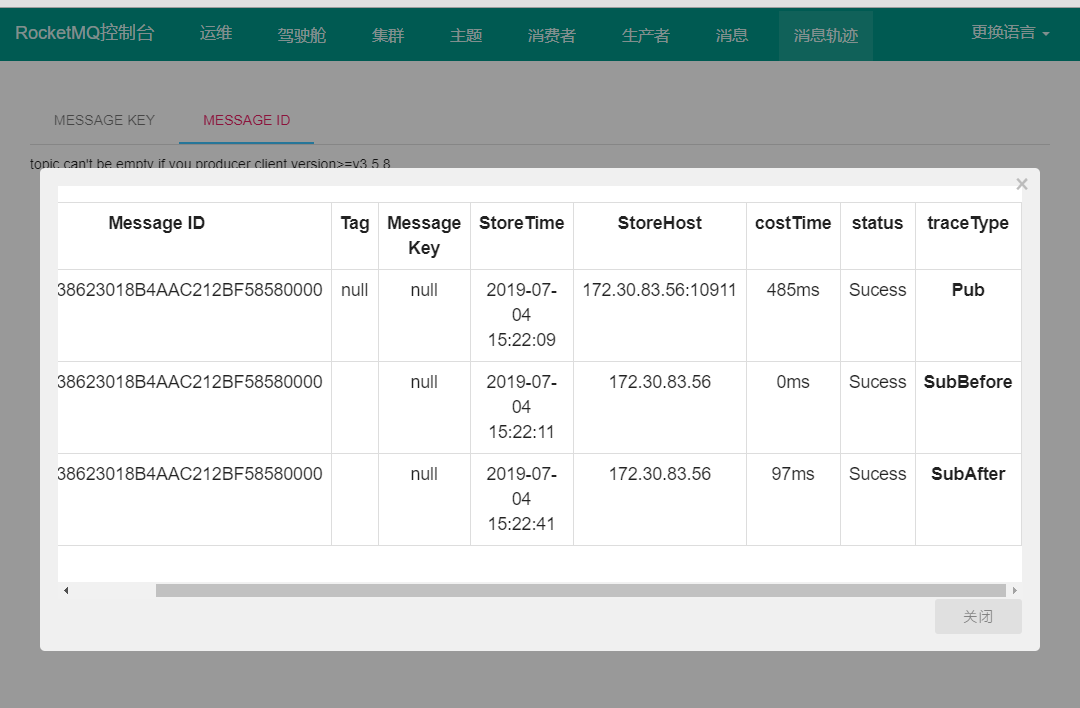 RocketMQ控制台 运维 驾驶舱 集群 主题 消费者 生产者 消息 消息轨迹 更换语言
MESSAGE KEY MESSAGE ID
topic can't be empty if you producer client version>=v3.5.8
×
Message ID Tag Message Key StoreTime StoreHost costTime status traceType
38623018B4AAC212BF58580000 null null 2019-07-04 15:22:09 172.30.83.56:10911 485ms Sucess Pub
38623018B4AAC212BF58580000 null 2019-07-04 15:22:11 172.30.83.56 0ms Sucess SubBefore
38623018B4AAC212BF58580000 null 2019-07-04 15:22:41 172.30.83.56 97ms Sucess SubAfter
关闭